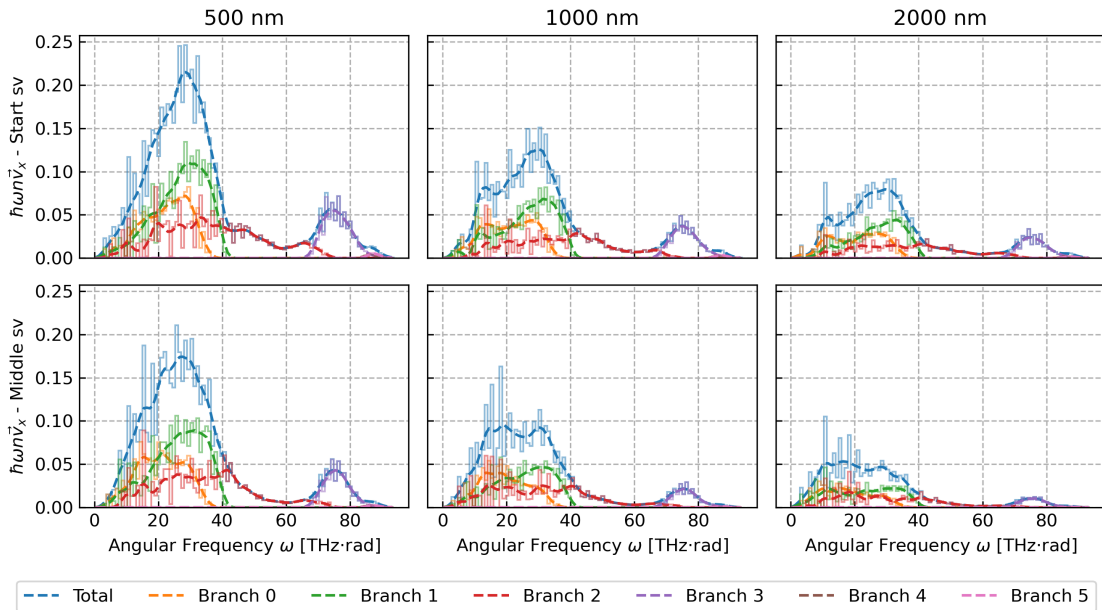 500 nm
1000 nm
2000 nm
0.25
0.20
0.15
0.10
0.05
0.00
ℏωn𝑣⃗ₓ - Start sv
0.25
0.20
0.15
0.10
0.05
0.00
ℏωn𝑣⃗ₓ - Middle sv
0 20 40 60 80
0 20 40 60 80
0 20 40 60 80
Angular Frequency ω [THz·rad]
Angular Frequency ω [THz·rad]
Angular Frequency ω [THz·rad]
Total Branch 0 Branch 1 Branch 2 Branch 3 Branch 4 Branch 5